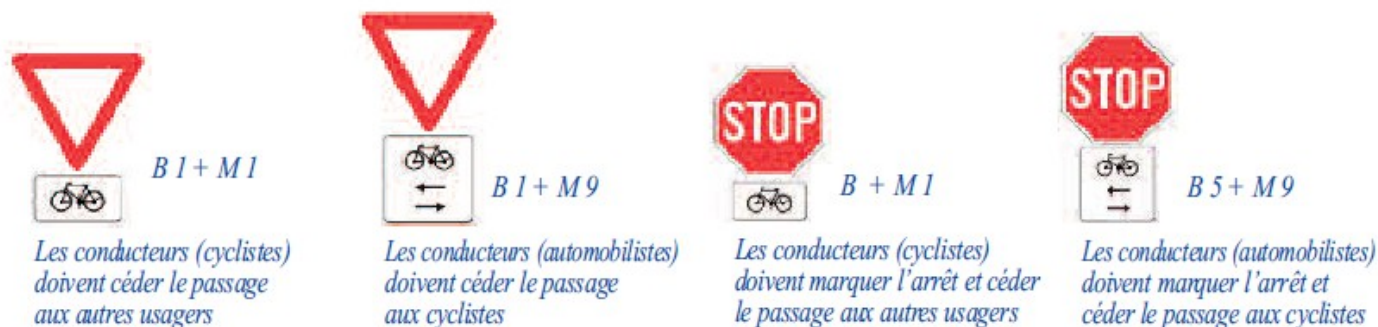 B 1 + M 1
Les conducteurs (cyclistes)
doivent céder le passage
aux autres usagers
B 1 + M 9
Les conducteurs (automobilistes)
doivent céder le passage
aux cyclistes
STOP
B + M 1
Les conducteurs (cyclistes)
doivent marquer l'arrêt et céder
le passage aux autres usagers
STOP
B 5 + M 9
Les conducteurs (automobilistes)
doivent marquer l'arrêt et
céder le passage aux cyclistes